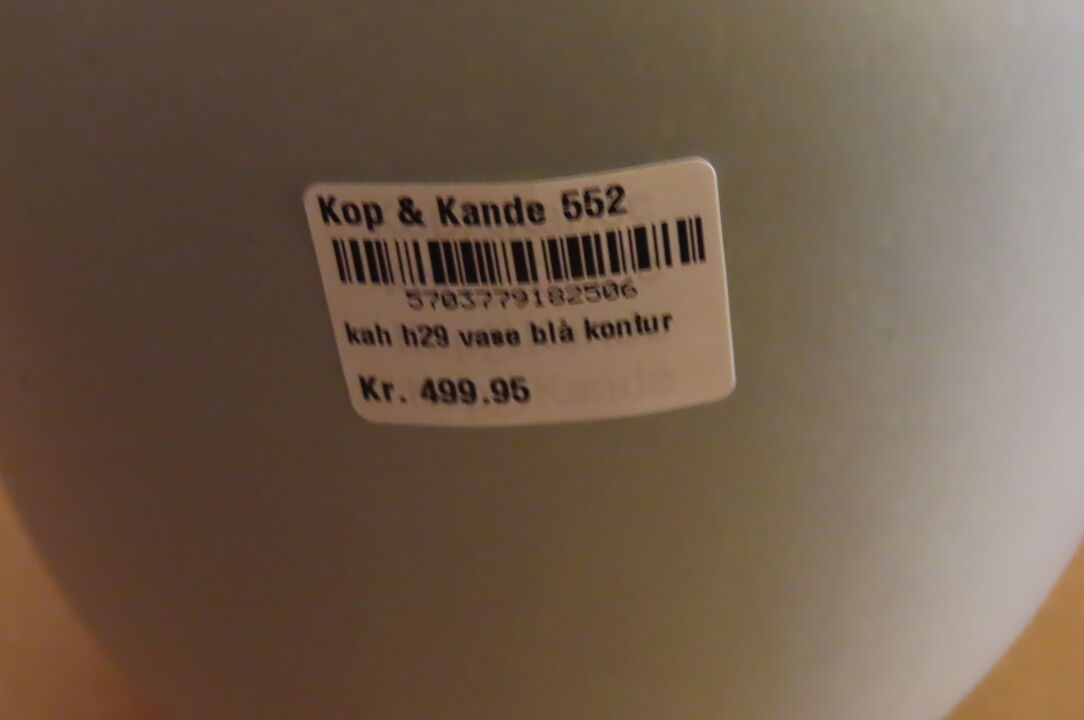 Kop & Kande 552
5703779182506
kah h29 vase blå kontur
Kr. 499.95